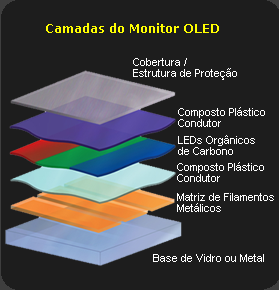 Camadas do Monitor OLED
Cobertura /
Estrutura de Proteção
Composto Plástico
Condutor
LEDs Orgânicos
de Carbono
Composto Plástico
Condutor
Matriz de Filamentos
Metálicos
Base de Vidro ou Metal